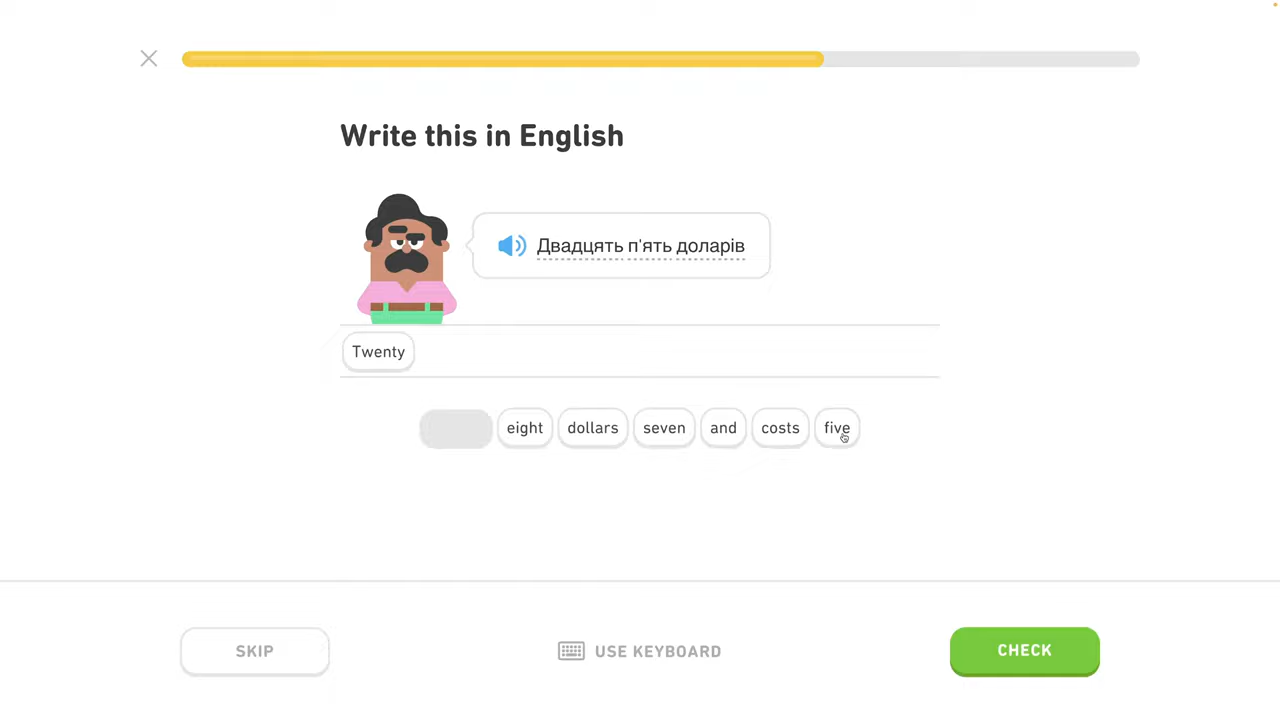 Write this in English
Двадцять п'ять доларів
Twenty
eight dollars seven and costs five
SKIP USE KEYBOARD CHECK